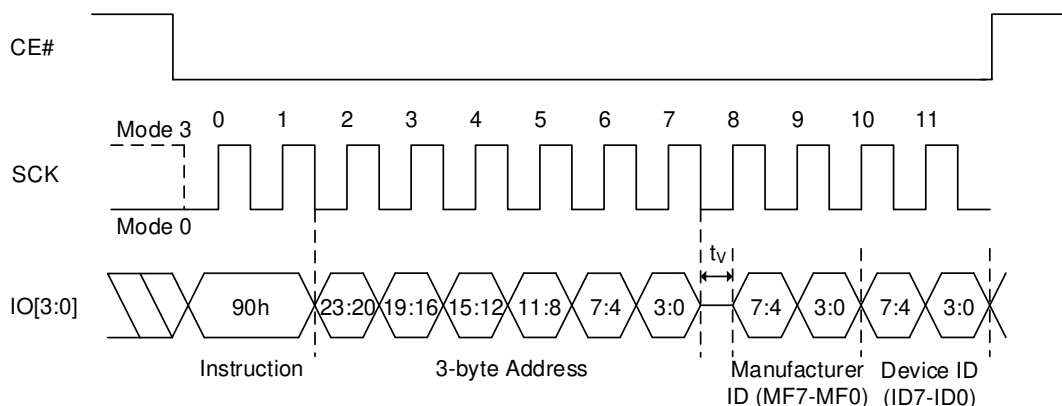 CE#
0 1 2 3 4 5 6 7 8 9 10 11
Mode 3
SCK
Mode 0
tV
IO[3:0] 90h 23:20 19:16 15:12 11:8 7:4 3:0 7:4 3:0 7:4 3:0
Instruction 3-byte Address Manufacturer Device ID
ID (MF7-MF0) (ID7-ID0)